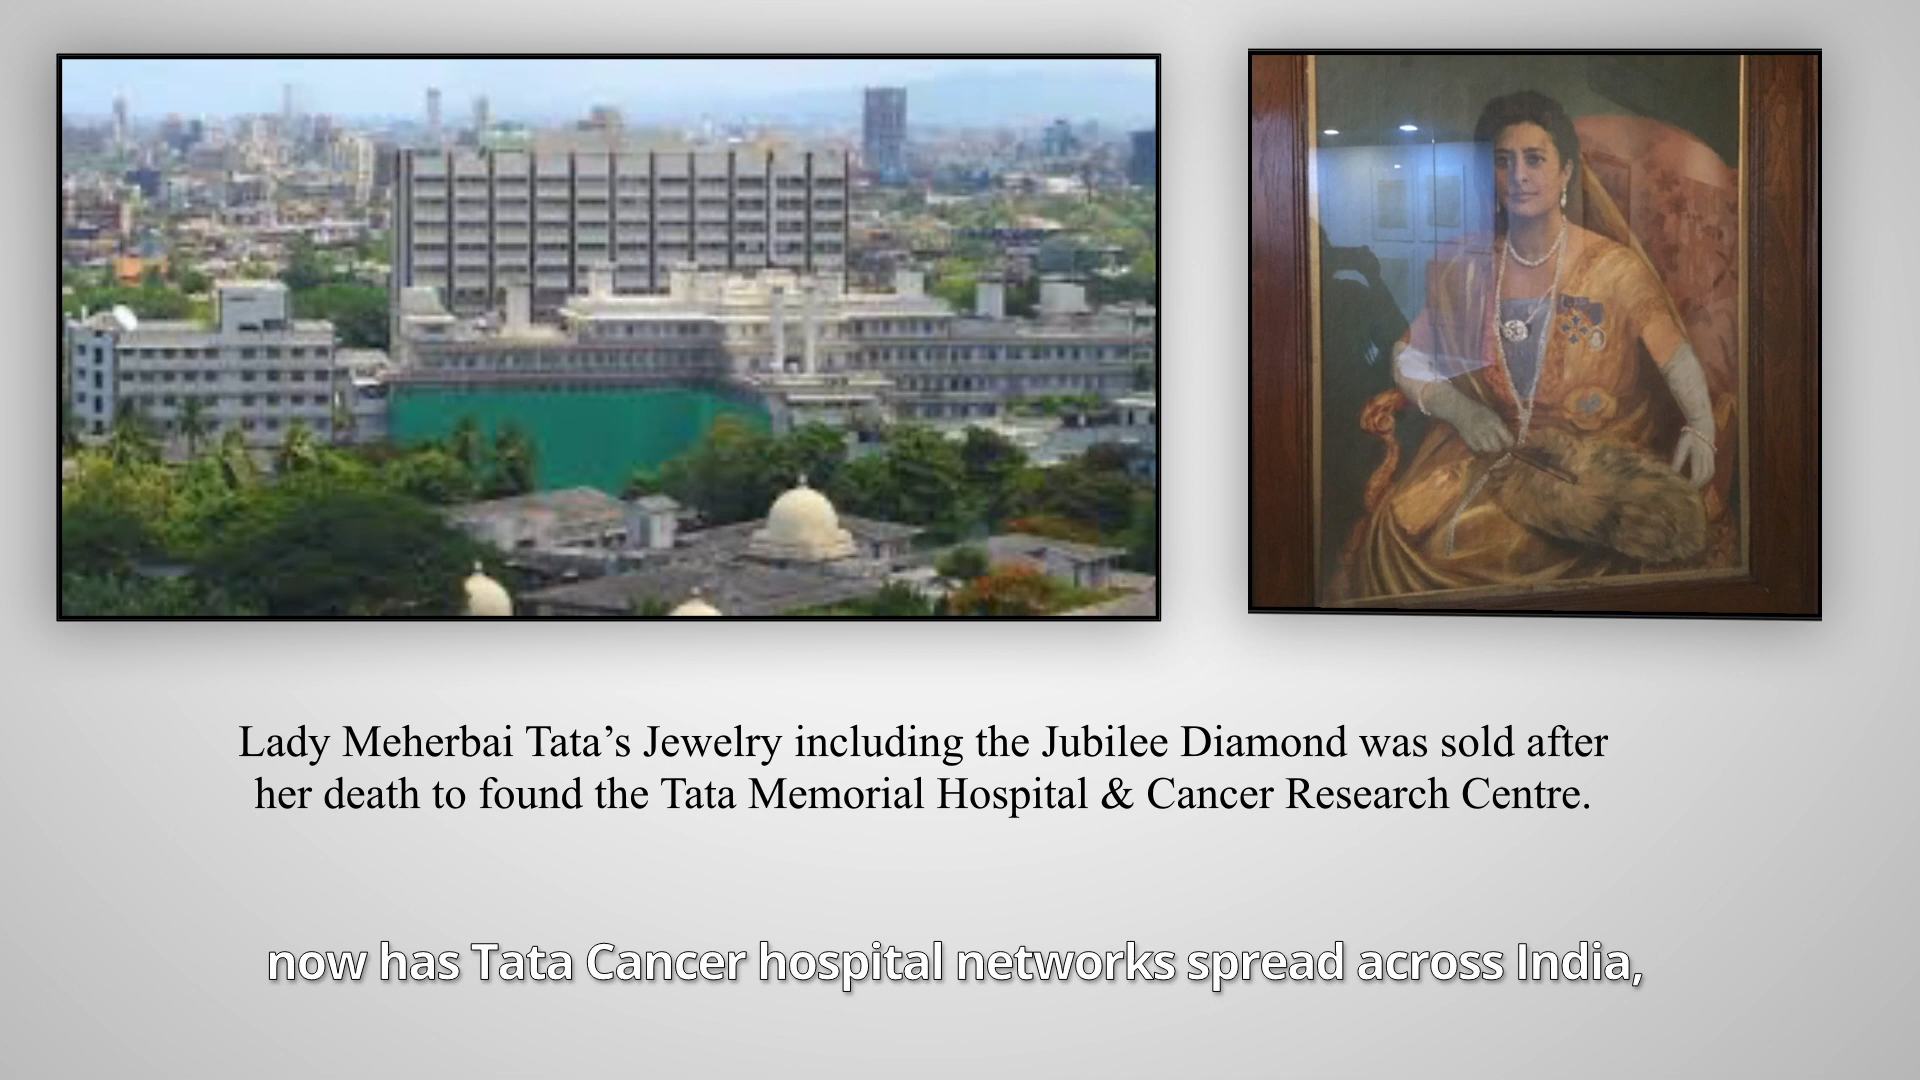 Lady Meherbai Tata’s Jewelry including the Jubilee Diamond was sold after
her death to found the Tata Memorial Hospital & Cancer Research Centre.
now has Tata Cancer hospital networks spread across India,